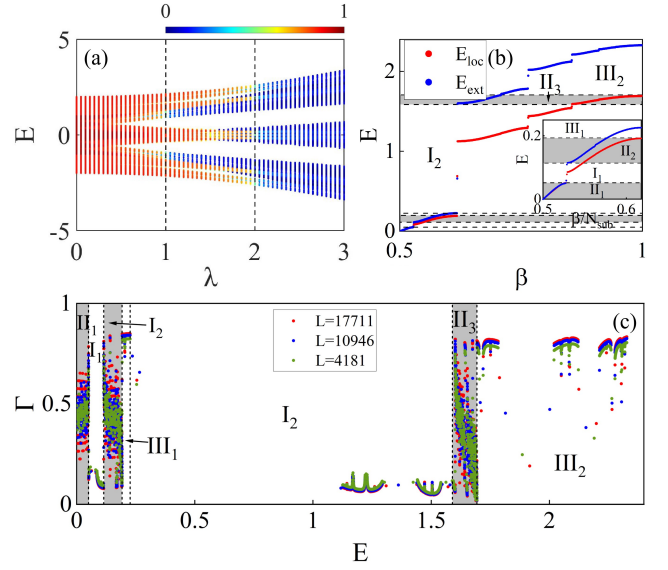 0 1
5
(a)
E
0
-5
0 1 2 3
λ
E_loc
E_ext
(b)
II_3
III_2
2
E
1
I_2
0
0.5 1
β
0.2
III_1
E
II_2
I_1
II_1
0
0.5 0.6
β/N_sub
1
II_1
I_2
I_1
L=17711
L=10946
L=4181
II_3
(c)
Γ
0.5
I_2
III_1
III_2
0
0 0.5 1 1.5 2
E